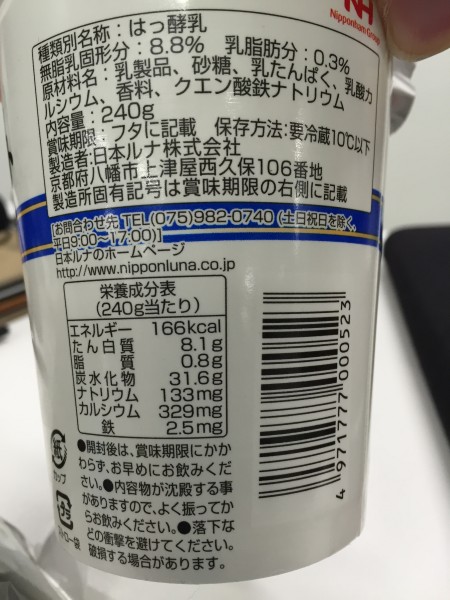 NH
Nipponham Group
種類別名称：はっ酵乳
無脂乳固形分：8.8%　乳脂肪分：0.3%
原材料名：乳製品、砂糖、乳たんぱく、乳酸カ
ルシウム、香料、クエン酸鉄ナトリウム
内容量：240g
賞味期限：フタに記載　保存方法：要冷蔵10℃以下
製造者：日本ルナ株式会社
京都府八幡市上津屋西久保106番地
製造所固有記号は賞味期限の右側に記載
【お問合わせ先 TEL(075)982-0740 (土日祝日を除く、
平日9:00〜17:00)】
日本ルナのホームページ
http://www.nipponluna.co.jp
栄養成分表
(240g当たり)
エネルギー 166kcal
たん白質 8.1g
脂質 0.8g
炭水化物 31.6g
ナトリウム 133mg
カルシウム 329mg
鉄 2.5mg
●開封後は、賞味期限にかか
わらず、お早めにお飲みくだ
さい。●内容物が沈殿する事
がありますので、よく振ってか
らお飲みください。●落下な
どの衝撃を避けてください。
破損する場合があります。
紙
カップ
プラ
4 971777 000523